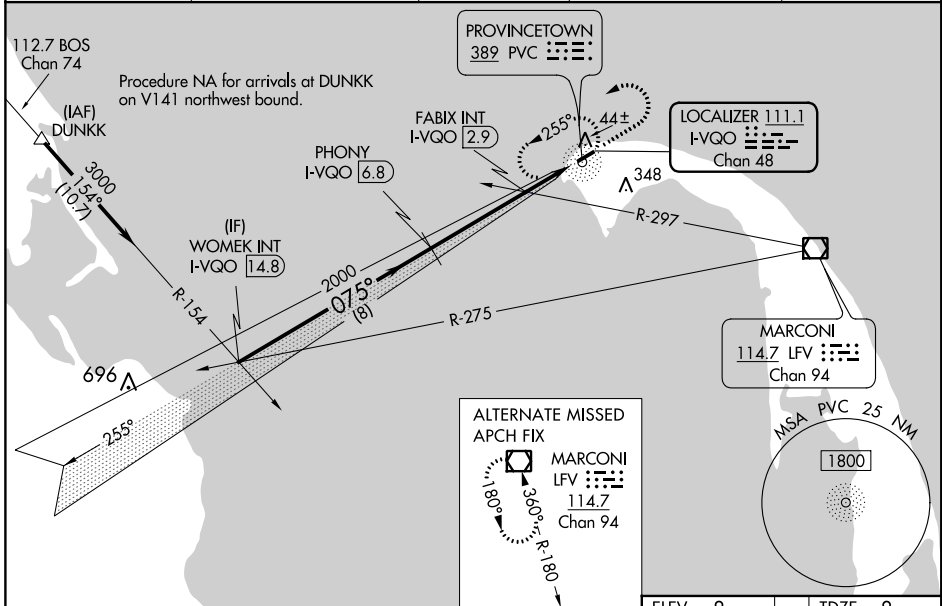 112.7 BOS
Chan 74
Procedure NA for arrivals at DUNKK
on V141 northwest bound.
(IAF)
DUNKK
3000
154°
(10.7)
R-154
PROVINCETOWN
389 PVC
FABIX INT
I-VQO 2.9
255°
44±
LOCALIZER 111.1
I-VQO
Chan 48
348
PHONY
I-VQO 6.8
(IF)
WOMEK INT
I-VQO 14.8
2000
075°
(8)
R-297
R-275
MARCONI
114.7 LFV
Chan 94
696
255°
ALTERNATE MISSED
APCH FIX
MARCONI
LFV
114.7
Chan 94
180°
360°
R-180
MSA PVC 25 NM
1800
ELEV 9
TDZE 9